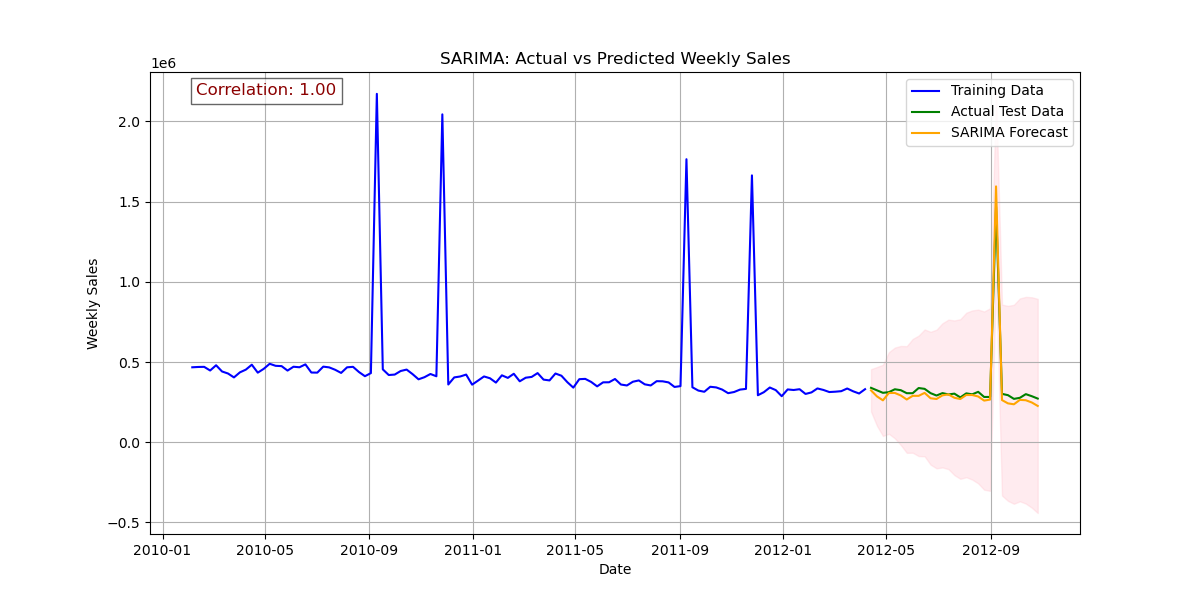 SARIMA: Actual vs Predicted Weekly Sales
1e6
Correlation: 1.00
Training Data
Actual Test Data
SARIMA Forecast
2.0
1.5
1.0
0.5
0.0
−0.5
Weekly Sales
2010-01 2010-05 2010-09 2011-01 2011-05 2011-09 2012-01 2012-05 2012-09
Date